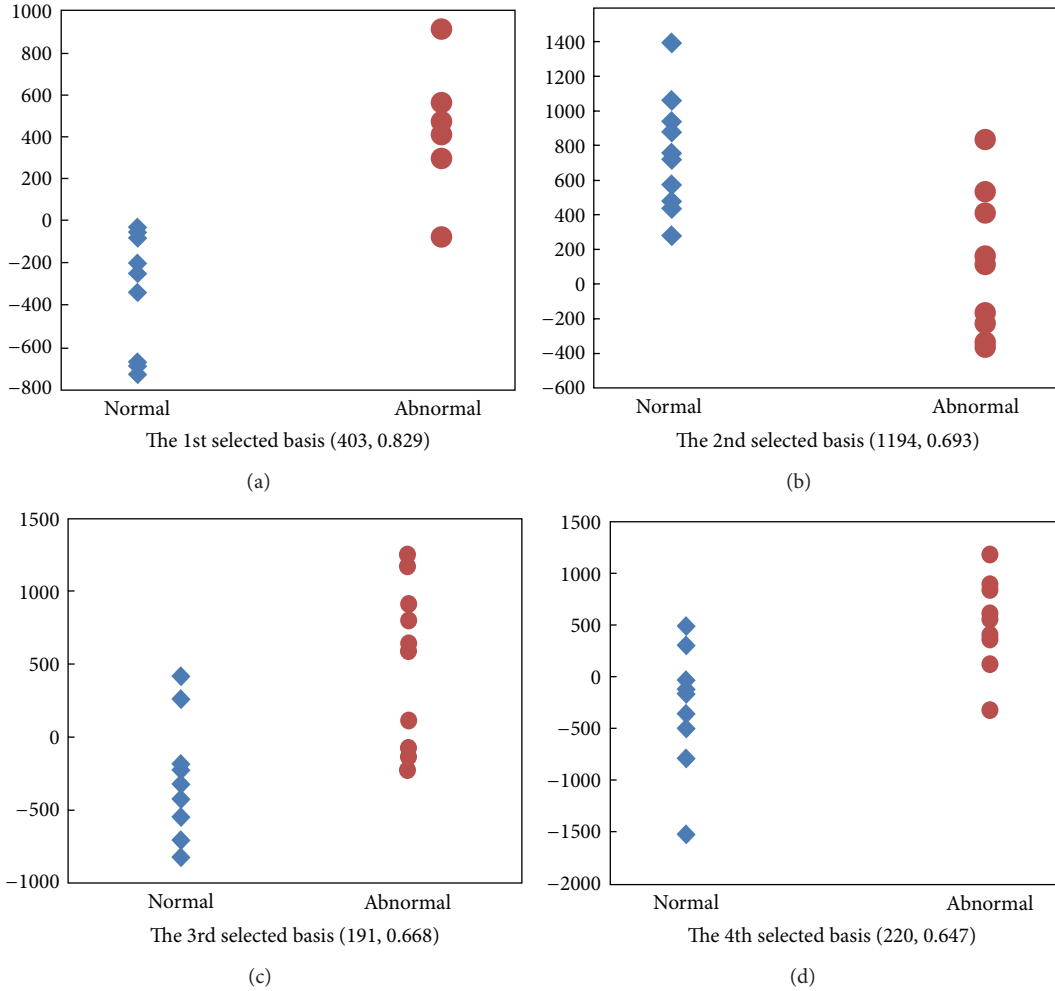 1000
800
600
400
200
0
−200
−400
−600
−800
Normal Abnormal
The 1st selected basis (403, 0.829)
(a)
1400
1200
1000
800
600
400
200
0
−200
−400
−600
Normal Abnormal
The 2nd selected basis (1194, 0.693)
(b)
1500
1000
500
0
−500
−1000
Normal Abnormal
The 3rd selected basis (191, 0.668)
(c)
1500
1000
500
0
−500
−1000
−1500
−2000
Normal Abnormal
The 4th selected basis (220, 0.647)
(d)